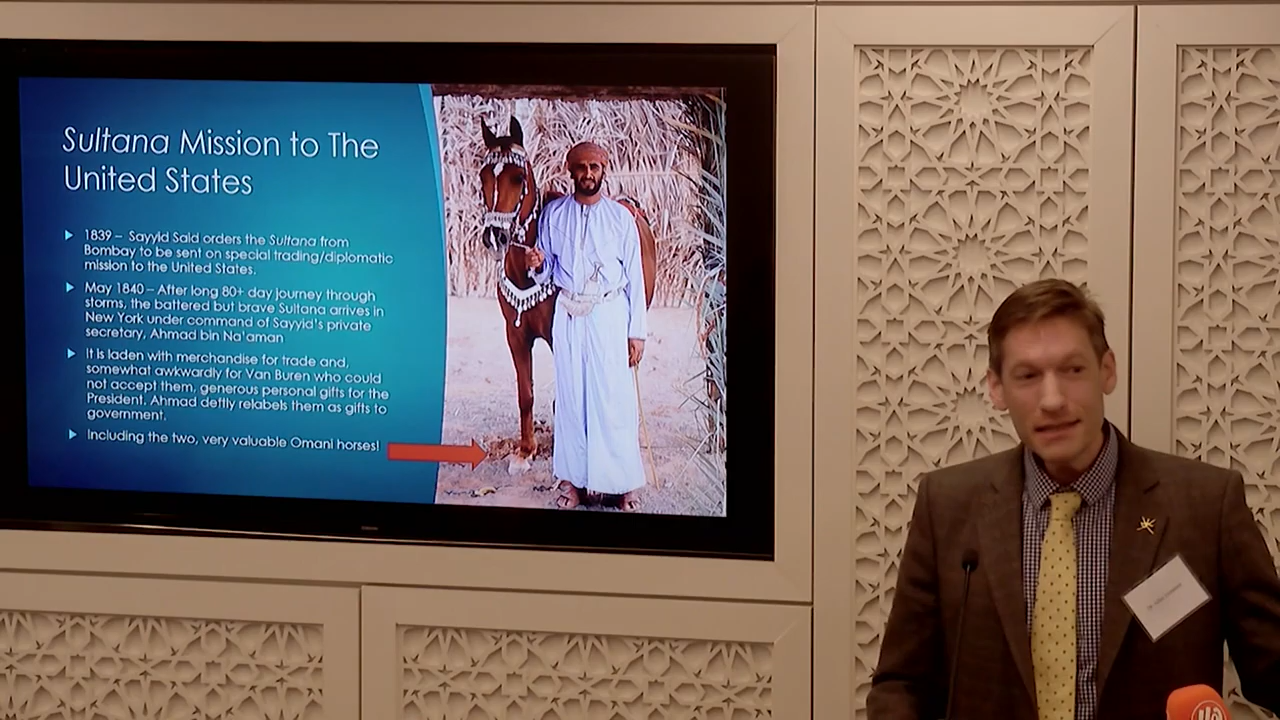 Sultana Mission to The
United States
1839 – Sayyid Said orders the Sultana from
Bombay to be sent on special trading/diplomatic
mission to the United States.
May 1840 – After long 80+ day journey through
storms, the battered but brave Sultana arrives in
New York under command of Sayyid's private
secretary, Ahmad bin Na'aman
It is laden with merchandise for trade and,
somewhat awkwardly for Van Buren who could
not accept them, generous personal gifts for the
President. Ahmad deftly relabels them as gifts to
government.
Including the two, very valuable Omani horses!